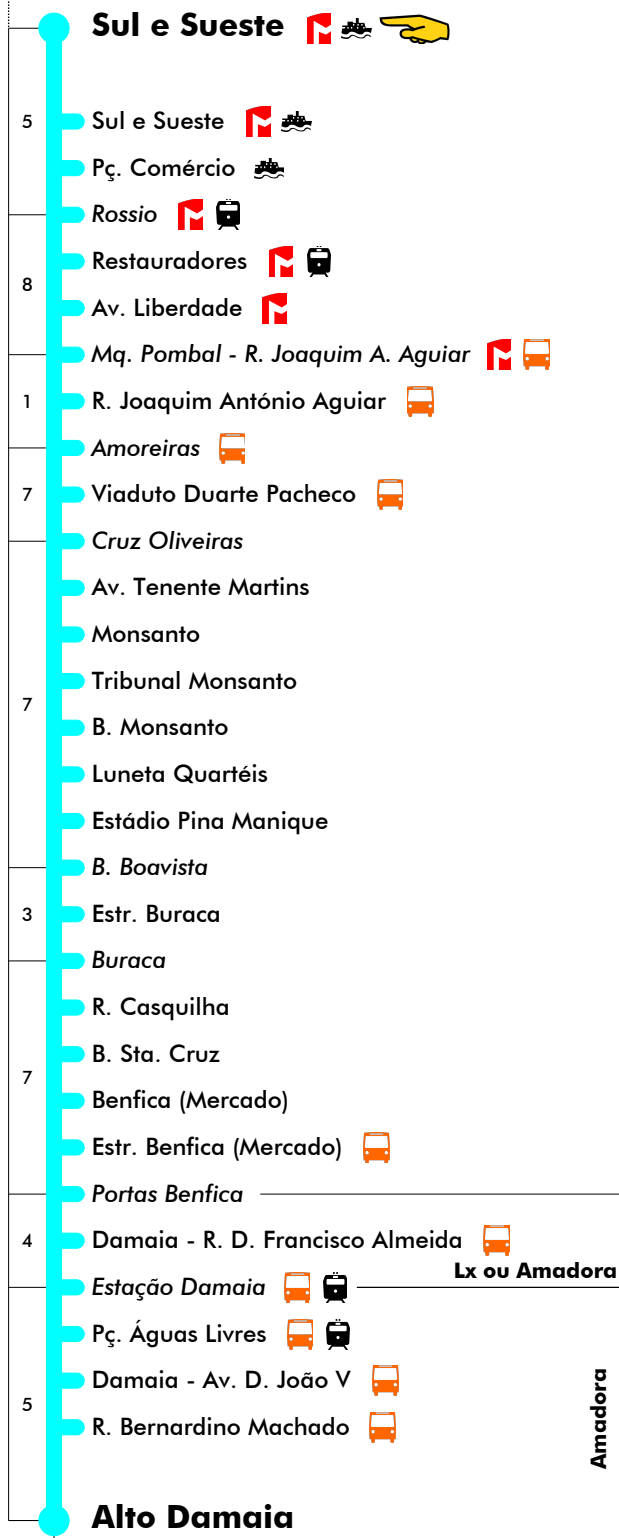 Sul e Sueste
5
Sul e Sueste
Pç. Comércio
Rossio
8
Restauradores
Av. Liberdade
Mq. Pombal - R. Joaquim A. Aguiar
1
R. Joaquim António Aguiar
Amoreiras
7
Viaduto Duarte Pacheco
Cruz Oliveiras
Av. Tenente Martins
Monsanto
7
Tribunal Monsanto
B. Monsanto
Luneta Quartéis
Estádio Pina Manique
B. Boavista
3
Estr. Buraca
Buraca
R. Casquilha
B. Sta. Cruz
7
Benfica (Mercado)
Estr. Benfica (Mercado)
Portas Benfica
4
Damaia - R. D. Francisco Almeida
Lx ou Amadora
Estação Damaia
Pç. Águas Livres
Damaia - Av. D. João V
5
R. Bernardino Machado
Amadora
Alto Damaia